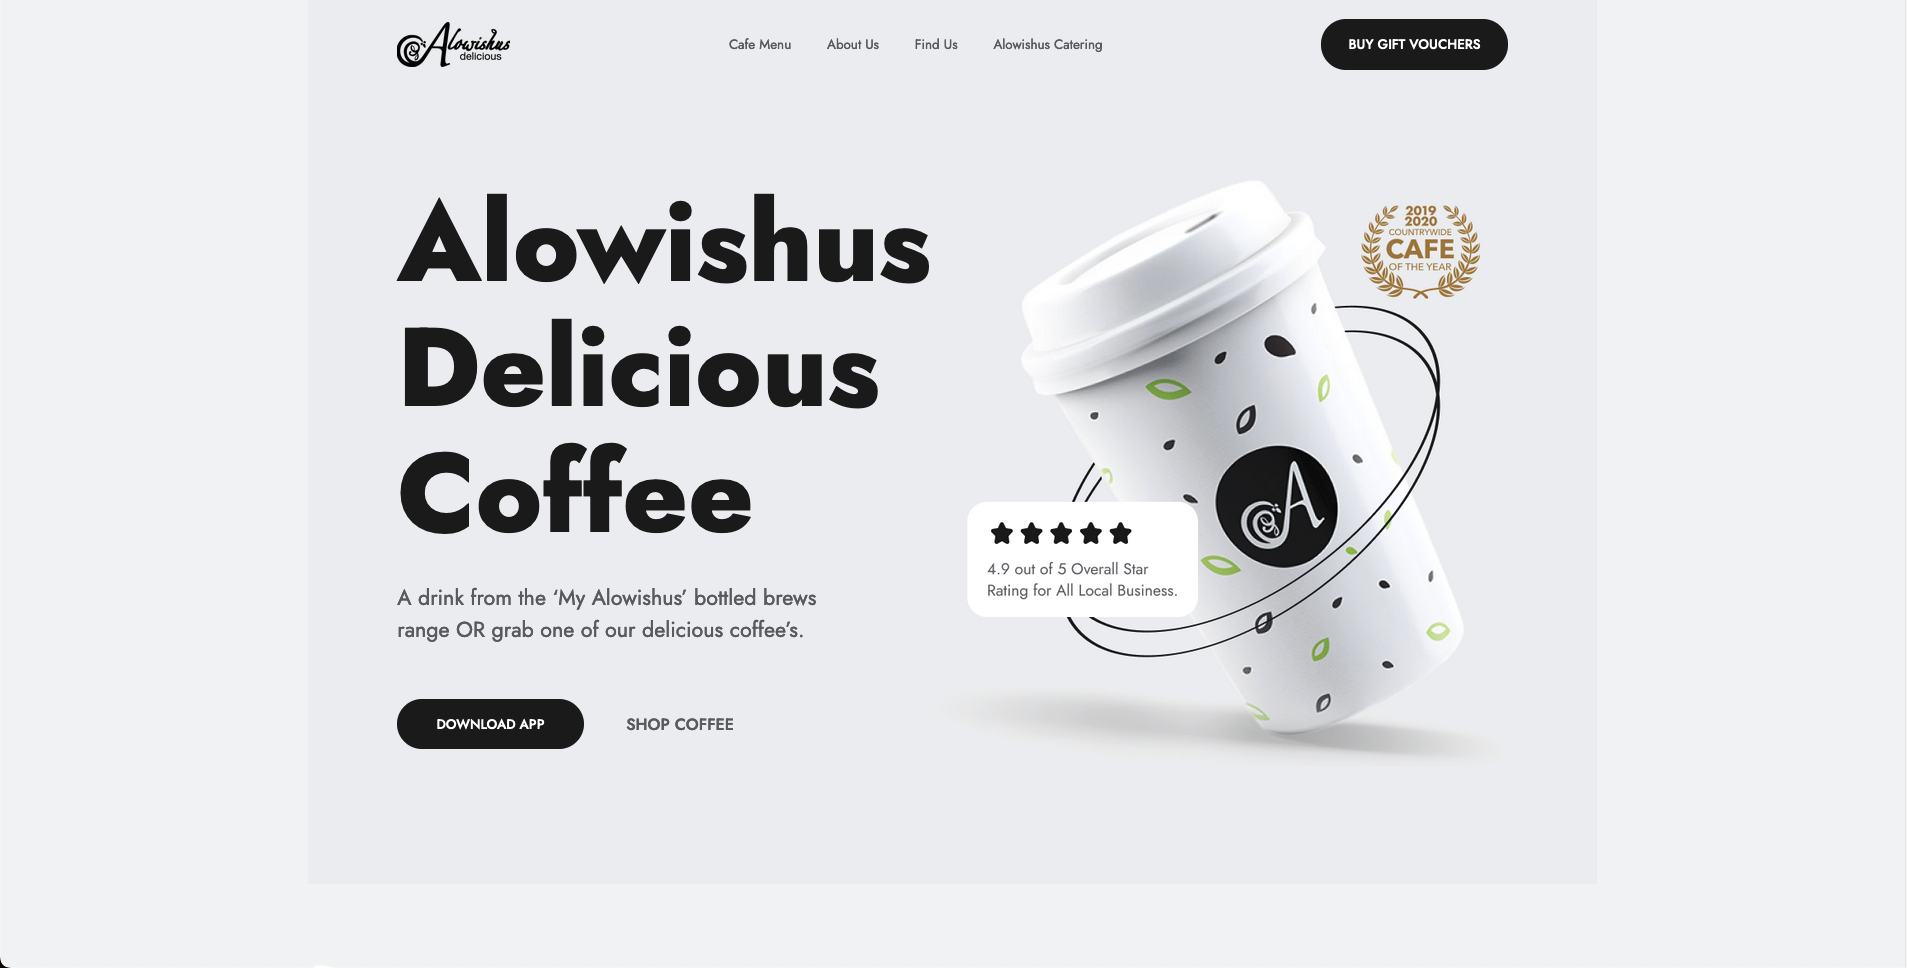 Alowishus
delicious
Cafe Menu
About Us
Find Us
Alowishus Catering
BUY GIFT VOUCHERS
Alowishus
Delicious
Coffee
A drink from the ‘My Alowishus’ bottled brews
range OR grab one of our delicious coffee’s.
DOWNLOAD APP
SHOP COFFEE
2019
2020
COUNTRYWIDE
CAFE
OF THE YEAR
A
4.9 out of 5 Overall Star
Rating for All Local Business.